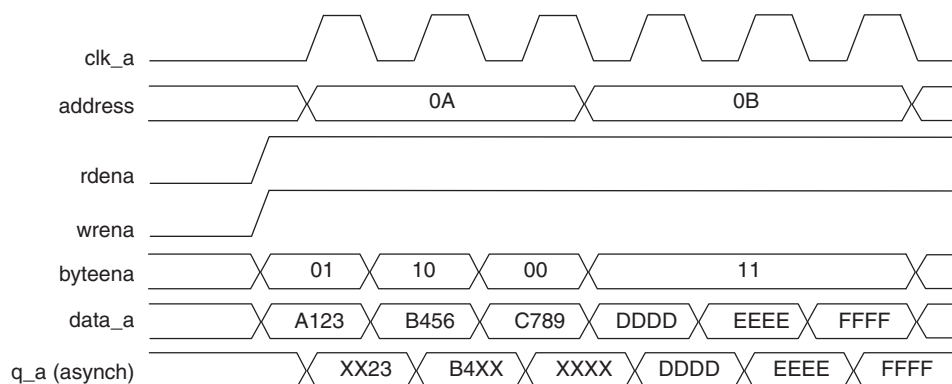 clk_a
address 0A 0B
rdena
wrena
byteena 01 10 00 11
data_a A123 B456 C789 DDDD EEEE FFFF
q_a (asynch) XX23 B4XX XXXX DDDD EEEE FFFF